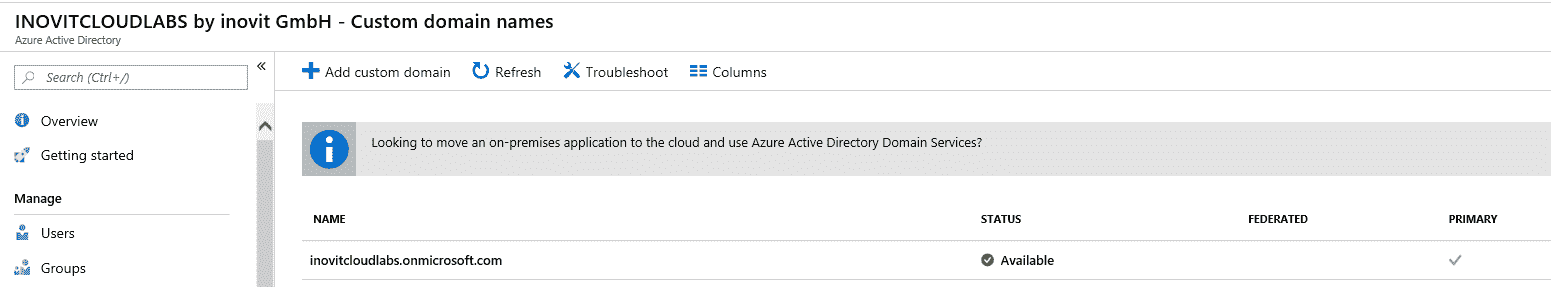 INOVITCLOUDLABS by inovit GmbH - Custom domain names
Azure Active Directory
Search (Ctrl+/)
Overview
Getting started
Manage
Users
Groups
Add custom domain Refresh Troubleshoot Columns
Looking to move an on-premises application to the cloud and use Azure Active Directory Domain Services?
NAME STATUS FEDERATED PRIMARY
inovitcloudlabs.onmicrosoft.com Available